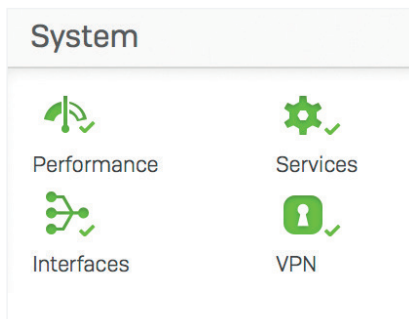 System
Performance
Services
Interfaces
VPN